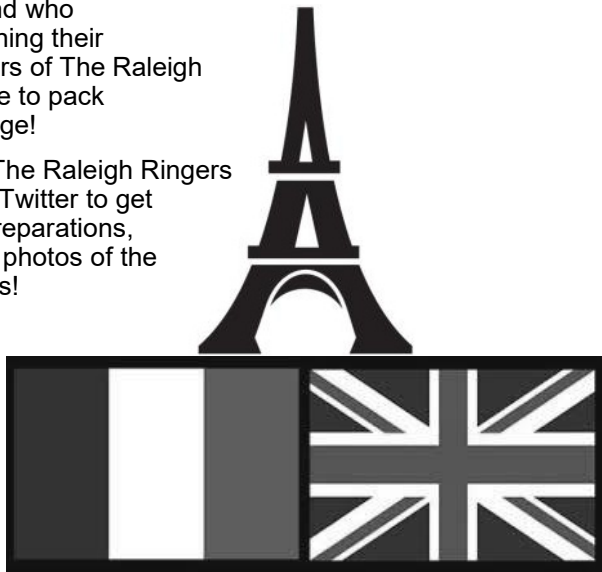 nd who
ning their
rs of The Raleigh
e to pack
ge!
The Raleigh Ringers
Twitter to get
reparations,
photos of the
s!